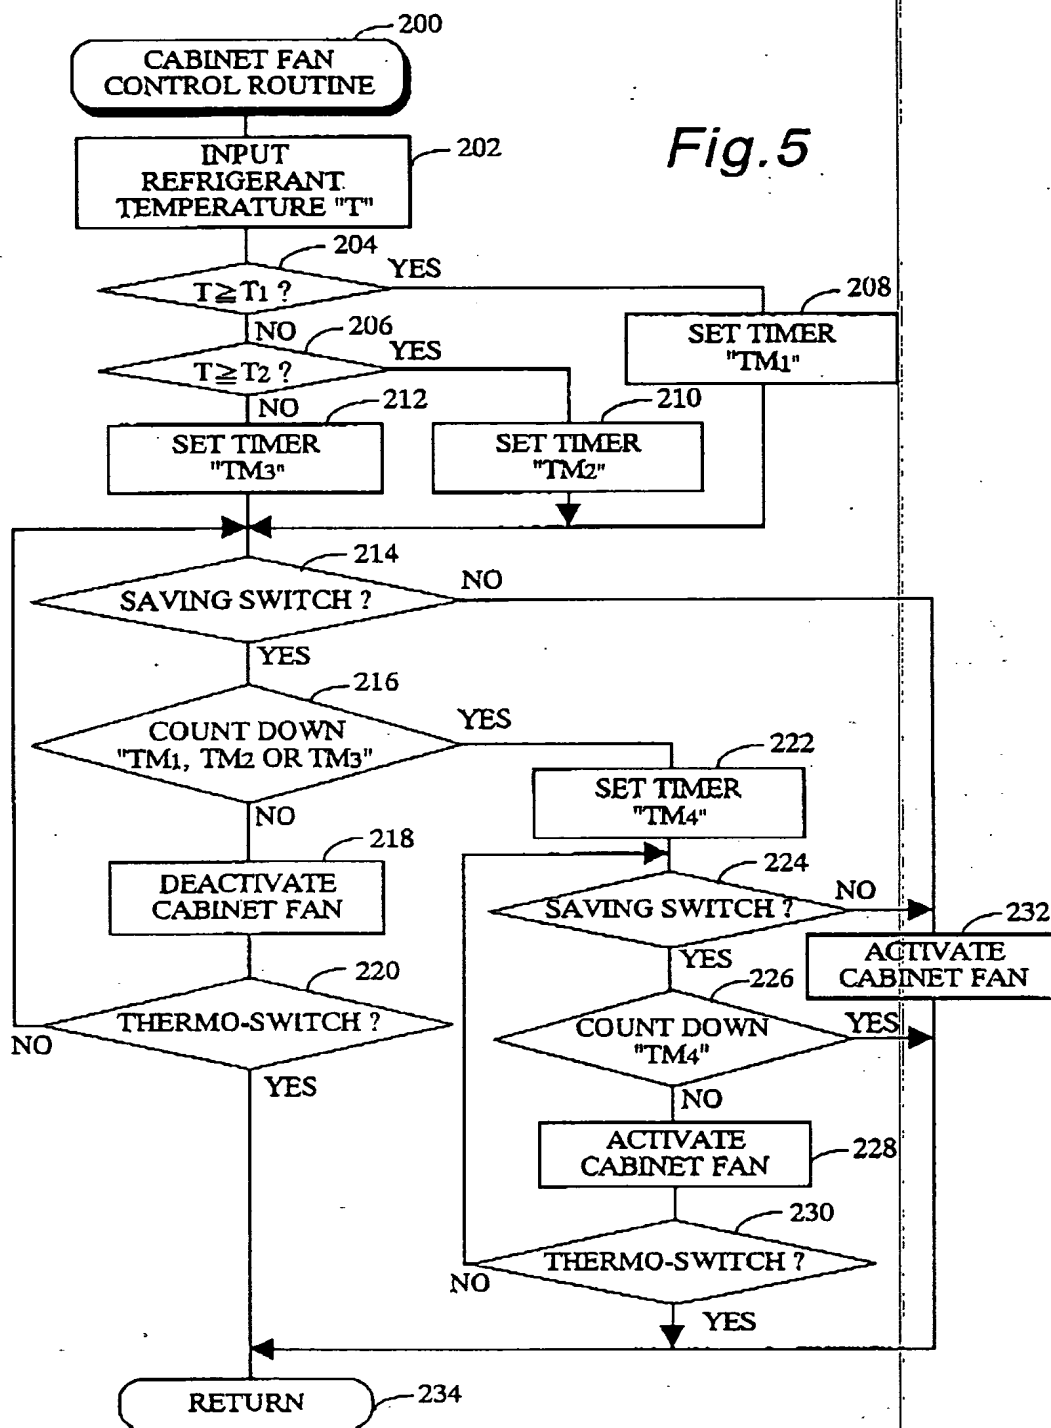 200
CABINET FAN
CONTROL ROUTINE
Fig.5
202
INPUT
REFRIGERANT
TEMPERATURE "T"
204
YES
T≧T1 ?
208
SET TIMER
"TM1"
NO
206
YES
T≧T2 ?
NO
212
210
SET TIMER
"TM3"
SET TIMER
"TM2"
214
NO
SAVING SWITCH ?
YES
216
YES
COUNT DOWN
"TM1, TM2 OR TM3"
222
SET TIMER
"TM4"
NO
218
DEACTIVATE
CABINET FAN
224
NO
SAVING SWITCH ?
232
ACTIVATE
CABINET FAN
YES
220
THERMO-SWITCH ?
NO
YES
226
YES
COUNT DOWN
"TM4"
NO
ACTIVATE
CABINET FAN
228
230
THERMO-SWITCH ?
NO
YES
RETURN
234